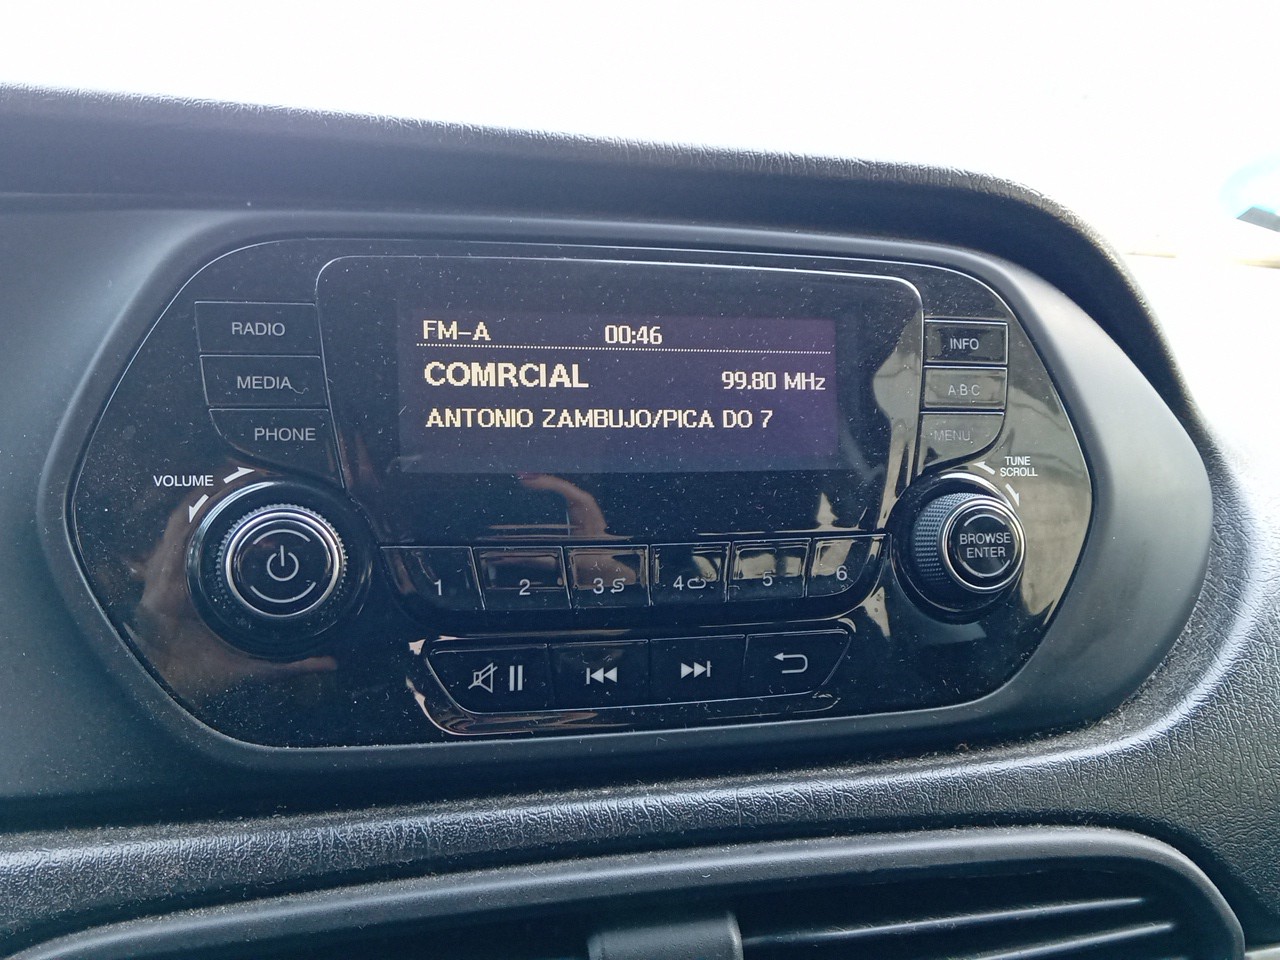 FM-A 00:46
COMRCIAL 99.80 MHz
ANTONIO ZAMBUJO/PICA DO 7
RADIO
MEDIA
PHONE
INFO
A·B·C
MENU
VOLUME
TUNE
SCROLL
BROWSE
ENTER
1 2 3 4 5 6